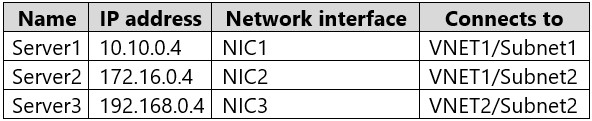 Name IP address Network interface Connects to
Server1 10.10.0.4 NIC1 VNET1/Subnet1
Server2 172.16.0.4 NIC2 VNET1/Subnet2
Server3 192.168.0.4 NIC3 VNET2/Subnet2